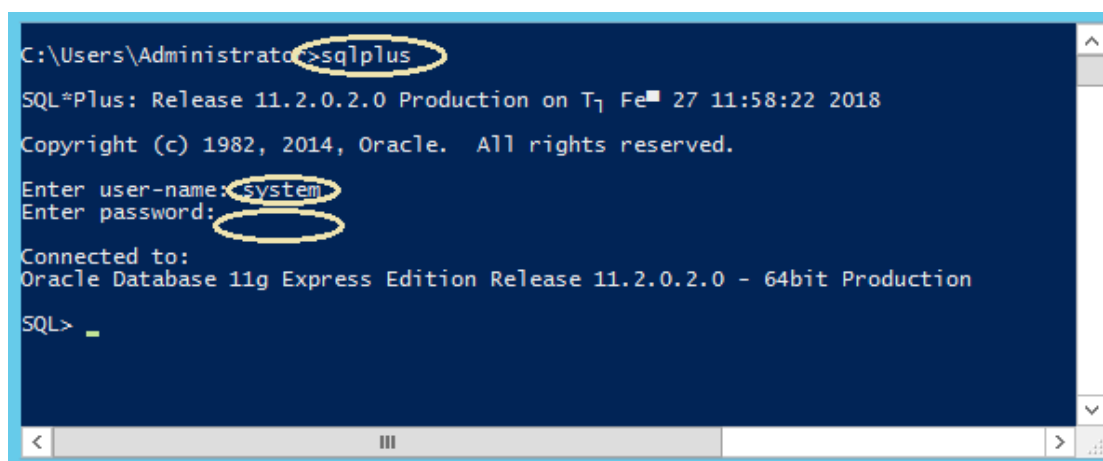 C:\Users\Administrator>sqlplus
SQL*Plus: Release 11.2.0.2.0 Production on T┐ Fe■ 27 11:58:22 2018
Copyright (c) 1982, 2014, Oracle.  All rights reserved.
Enter user-name: system
Enter password:
Connected to:
Oracle Database 11g Express Edition Release 11.2.0.2.0 - 64bit Production
SQL> _